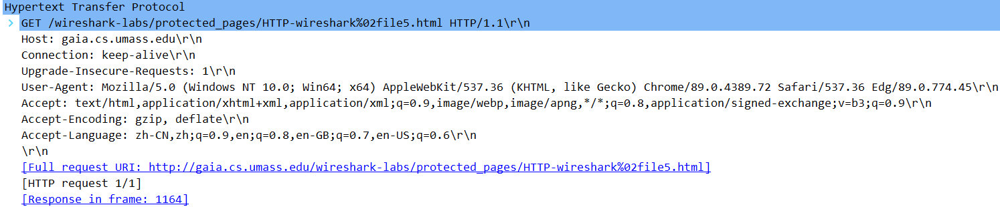 Hypertext Transfer Protocol
GET /wireshark-labs/protected_pages/HTTP-wireshark%02file5.html HTTP/1.1\r\n
Host: gaia.cs.umass.edu\r\n
Connection: keep-alive\r\n
Upgrade-Insecure-Requests: 1\r\n
User-Agent: Mozilla/5.0 (Windows NT 10.0; Win64; x64) AppleWebKit/537.36 (KHTML, like Gecko) Chrome/89.0.4389.72 Safari/537.36 Edg/89.0.774.45\r\n
Accept: text/html,application/xhtml+xml,application/xml;q=0.9,image/webp,image/apng,*/*;q=0.8,application/signed-exchange;v=b3;q=0.9\r\n
Accept-Encoding: gzip, deflate\r\n
Accept-Language: zh-CN,zh;q=0.9,en;q=0.8,en-GB;q=0.7,en-US;q=0.6\r\n
\r\n
[Full request URI: http://gaia.cs.umass.edu/wireshark-labs/protected_pages/HTTP-wireshark%02file5.html]
[HTTP request 1/1]
[Response in frame: 1164]